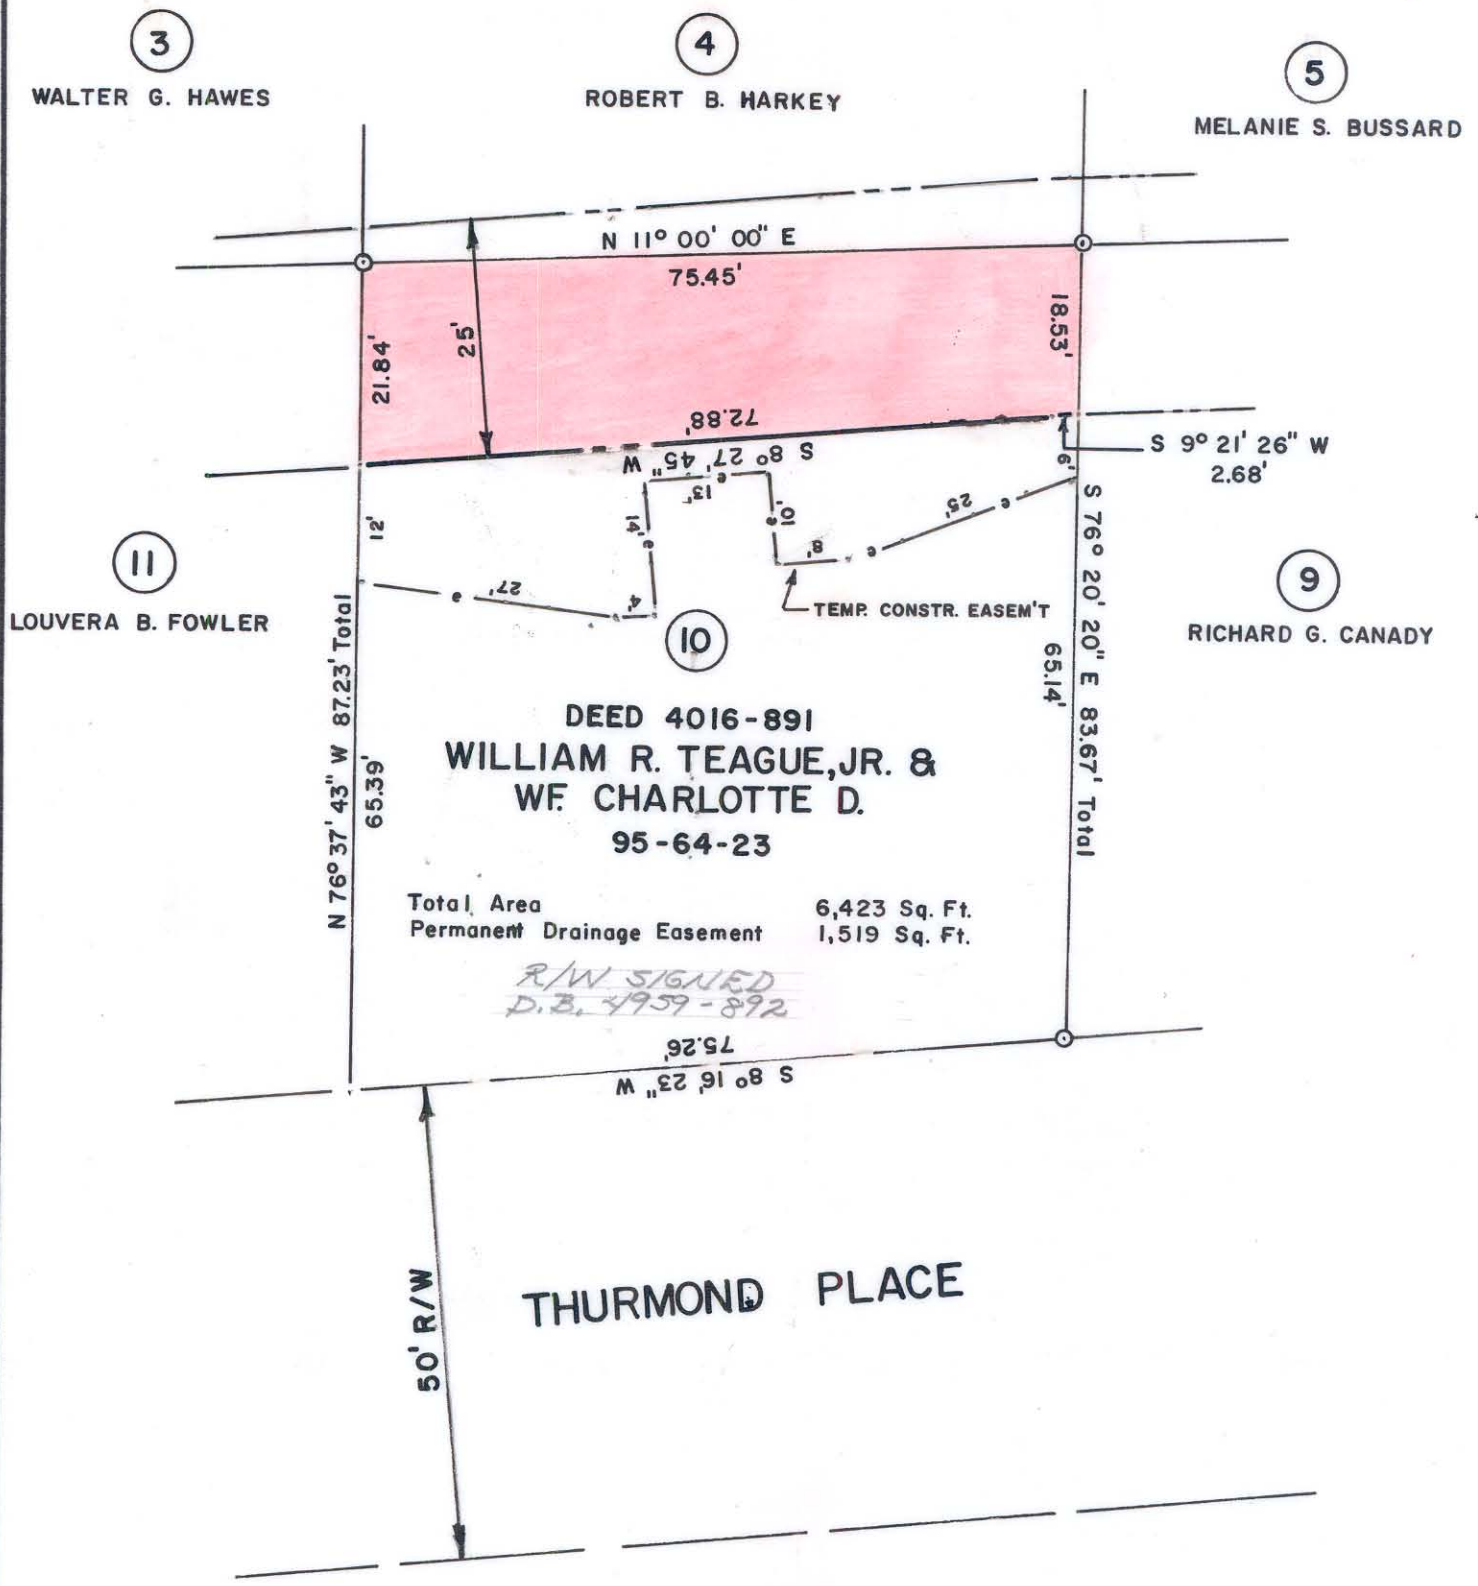 3
WALTER G. HAWES
4
ROBERT B. HARKEY
5
MELANIE S. BUSSARD
N 11° 00' 00" E
75.45'
21.84'
25'
18.53'
72.88'
S 8° 27' 45" W
S 9° 21' 26" W
2.68'
6'
12'
27'
4'
14'
e
13'
e
10'
e
8'
e
25'
e
e
TEMP. CONSTR. EASEM'T
11
LOUVERA B. FOWLER
9
RICHARD G. CANADY
N 76° 37' 43" W 87.23' Total
65.39'
S 76° 20' 20" E 83.67' Total
65.14'
10
DEED 4016-891
WILLIAM R. TEAGUE, JR. &
WF. CHARLOTTE D.
95-64-23
Total Area 6,423 Sq. Ft.
Permanent Drainage Easement 1,519 Sq. Ft.
R/W SIGNED
D.B. 4959-892
75.26'
S 8° 16' 23" W
50' R/W
THURMOND PLACE